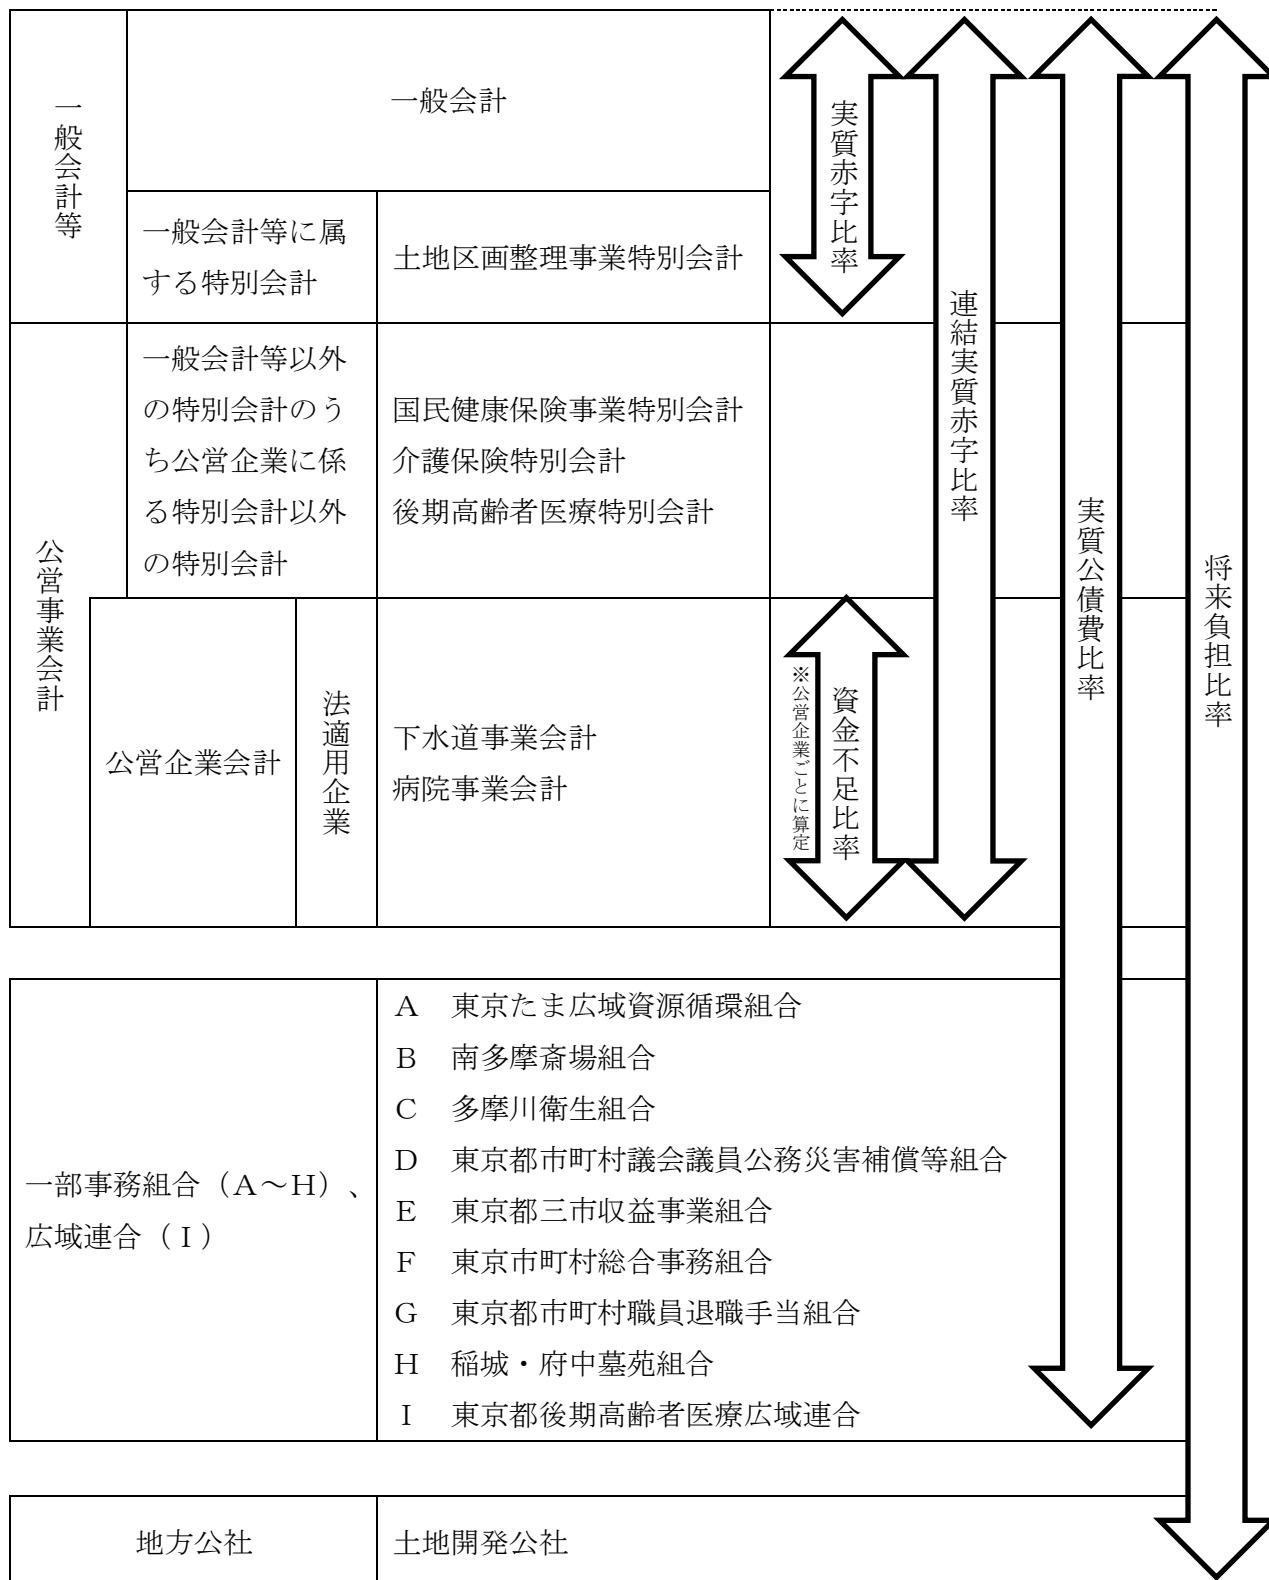 一般会計等
一般会計
一般会計等に属
する特別会計
土地区画整理事業特別会計
実質赤字比率
連結実質赤字比率
実質公債費比率
将来負担比率
公営事業会計
一般会計等以外
の特別会計のう
ち公営企業に係
る特別会計以外
の特別会計
国民健康保険事業特別会計
介護保険特別会計
後期高齢者医療特別会計
公営企業会計
法適用企業
下水道事業会計
病院事業会計
資金不足比率
※公営企業ごとに算定
一部事務組合（Ａ～Ｈ）、
広域連合（Ｉ）
Ａ　東京たま広域資源循環組合
Ｂ　南多摩斎場組合
Ｃ　多摩川衛生組合
Ｄ　東京都市町村議会議員公務災害補償等組合
Ｅ　東京都三市収益事業組合
Ｆ　東京市町村総合事務組合
Ｇ　東京都市町村職員退職手当組合
Ｈ　稲城・府中墓苑組合
Ｉ　東京都後期高齢者医療広域連合
地方公社
土地開発公社